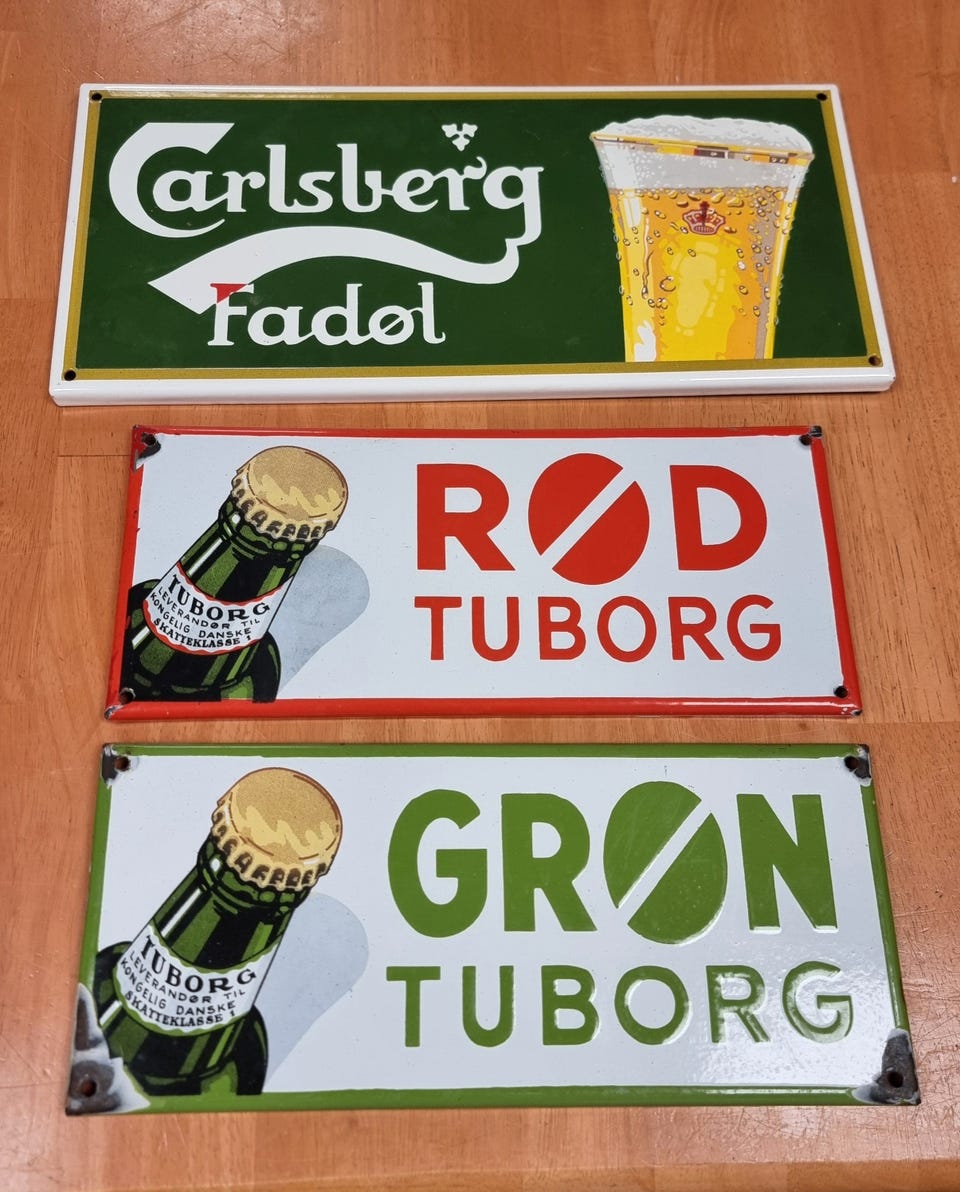 Carlsberg
Fadøl
RØD
TUBORG
TUBORG
LEVERANDØR TIL
KONGELIG DANSKE
SKATTEKLASSE 1
GRØN
TUBORG
TUBORG
LEVERANDØR TIL
KONGELIG DANSKE
SKATTEKLASSE 1